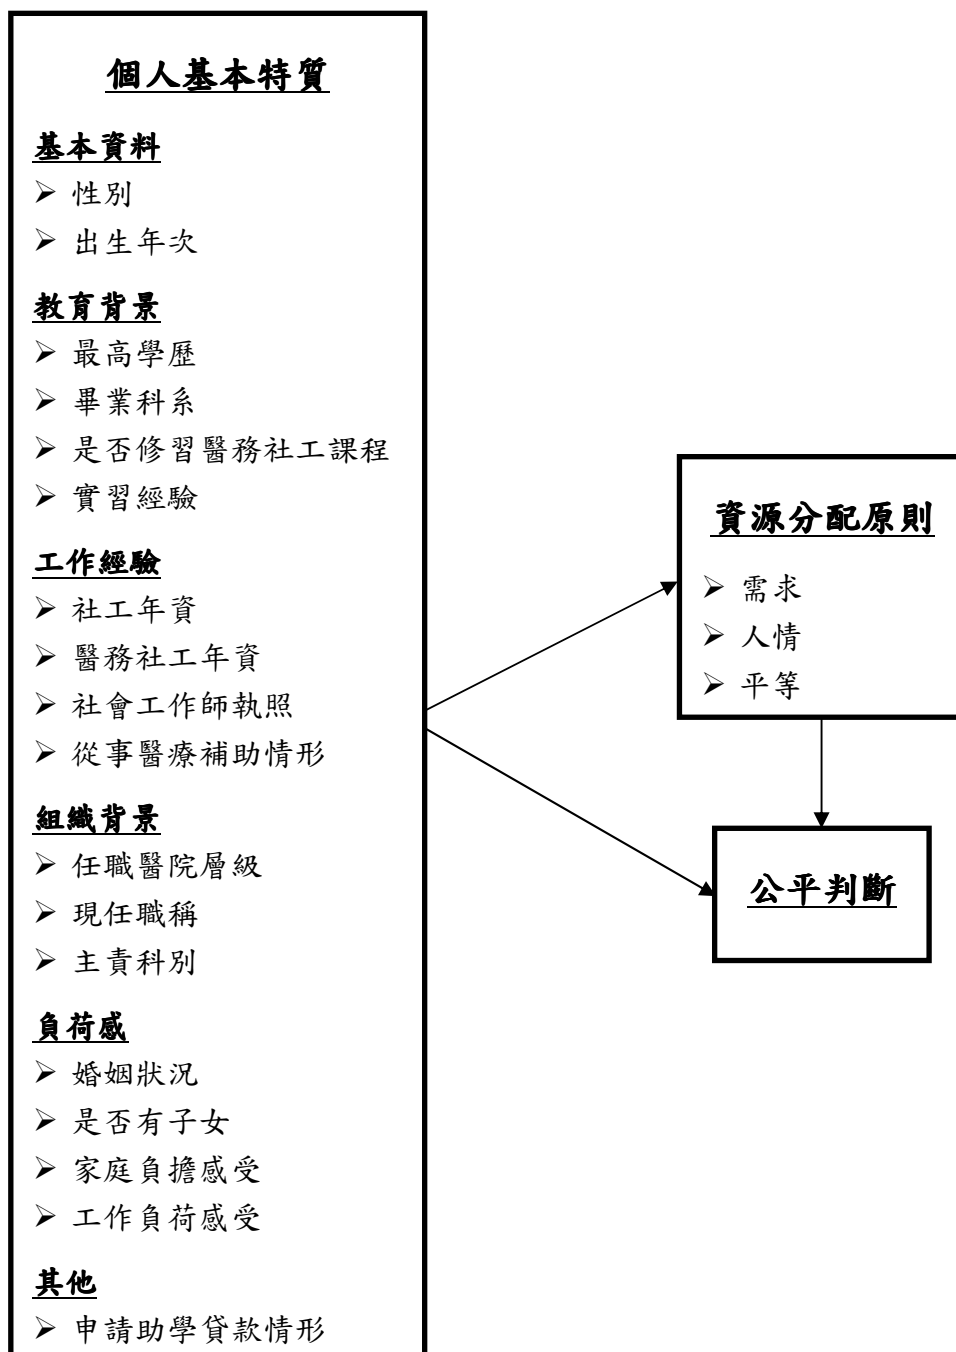 個人基本特質
基本資料
➢ 性別
➢ 出生年次
教育背景
➢ 最高學歷
➢ 畢業科系
➢ 是否修習醫務社工課程
➢ 實習經驗
工作經驗
➢ 社工年資
➢ 醫務社工年資
➢ 社會工作師執照
➢ 從事醫療補助情形
組織背景
➢ 任職醫院層級
➢ 現任職稱
➢ 主責科別
負荷感
➢ 婚姻狀況
➢ 是否有子女
➢ 家庭負擔感受
➢ 工作負荷感受
其他
➢ 申請助學貸款情形
資源分配原則
➢ 需求
➢ 人情
➢ 平等
公平判斷